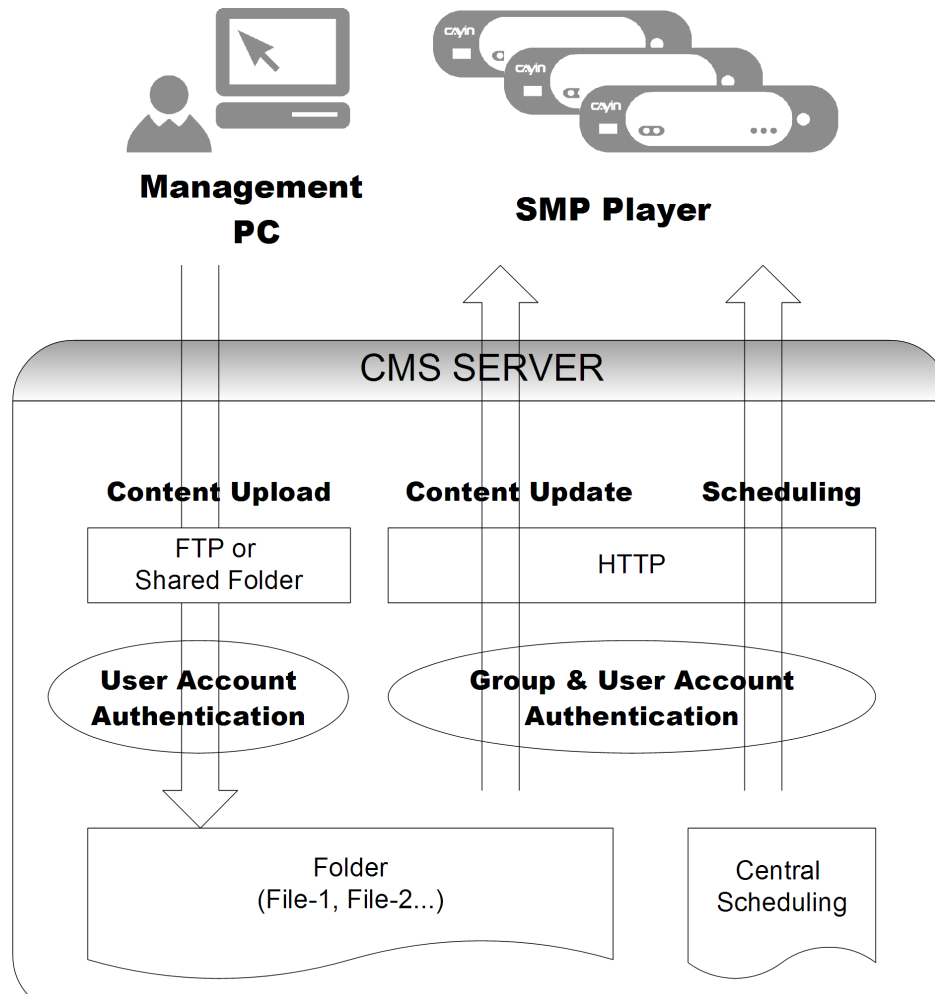 CAYIN
CAYIN
CAYIN
Management
PC
SMP Player
CMS SERVER
Content Upload
Content Update
Scheduling
FTP or
Shared Folder
HTTP
User Account
Authentication
Group & User Account
Authentication
Folder
(File-1, File-2...)
Central
Scheduling